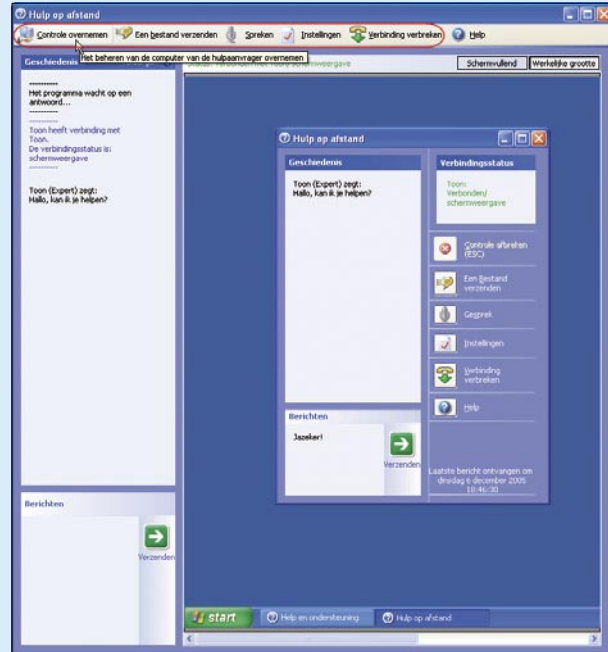 Hulp op afstand
Controle overnemen Een bestand verzenden Spreken Instellingen Verbinding verbreken Help
Het beheren van de computer van de hulpaanvrager overnemen
Geschiedenis
Schermvullend Werkelijke grootte
----------
Het programma wacht op een
antwoord...
----------
----------
Toon heeft verbinding met
Toon.
De verbindingsstatus is:
schermweergave
----------
Toon (Expert) zegt:
Hallo, kan ik je helpen?
Berichten
Verzenden
Hulp op afstand
Geschiedenis
Toon (Expert) zegt:
Hallo, kan ik je helpen?
Berichten
Jazeker!
Verzenden
Verbindingsstatus
Toon:
Verbonden/
schermweergave
Controle afbreken
(ESC)
Een Bestand
verzenden
Gesprek
Instellingen
Verbinding
verbreken
Help
Laatste bericht ontvangen om
dinsdag 6 december 2005
10:46:30
start Help en ondersteuning Hulp op afstand